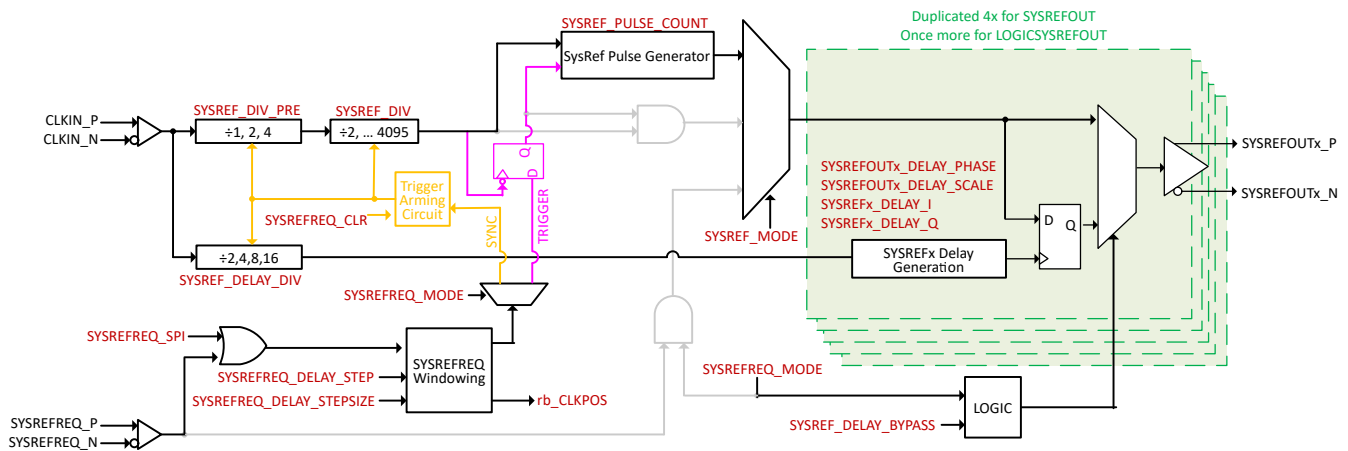 Duplicated 4x for SYSREFOUT
Once more for LOGICSYSREFOUT
SYSREF_PULSE_COUNT
SysRef Pulse Generator
SYSREF_DIV_PRE
SYSREF_DIV
CLKIN_P
CLKIN_N
÷1, 2, 4
÷2, ... 4095
Q
D
TRIGGER
SYNC
Trigger
Arming
Circuit
SYSREFREQ_CLR
÷2,4,8,16
SYSREF_DELAY_DIV
SYSREF_MODE
SYSREFOUTx_DELAY_PHASE
SYSREFOUTx_DELAY_SCALE
SYSREFx_DELAY_I
SYSREFx_DELAY_Q
SYSREFx Delay
Generation
D
Q
SYSREFOUTx_P
SYSREFOUTx_N
SYSREFREQ_MODE
SYSREFREQ_SPI
SYSREFREQ
Windowing
SYSREFREQ_DELAY_STEP
SYSREFREQ_DELAY_STEPSIZE
rb_CLKPOS
SYSREFREQ_P
SYSREFREQ_N
SYSREFREQ_MODE
SYSREF_DELAY_BYPASS
LOGIC